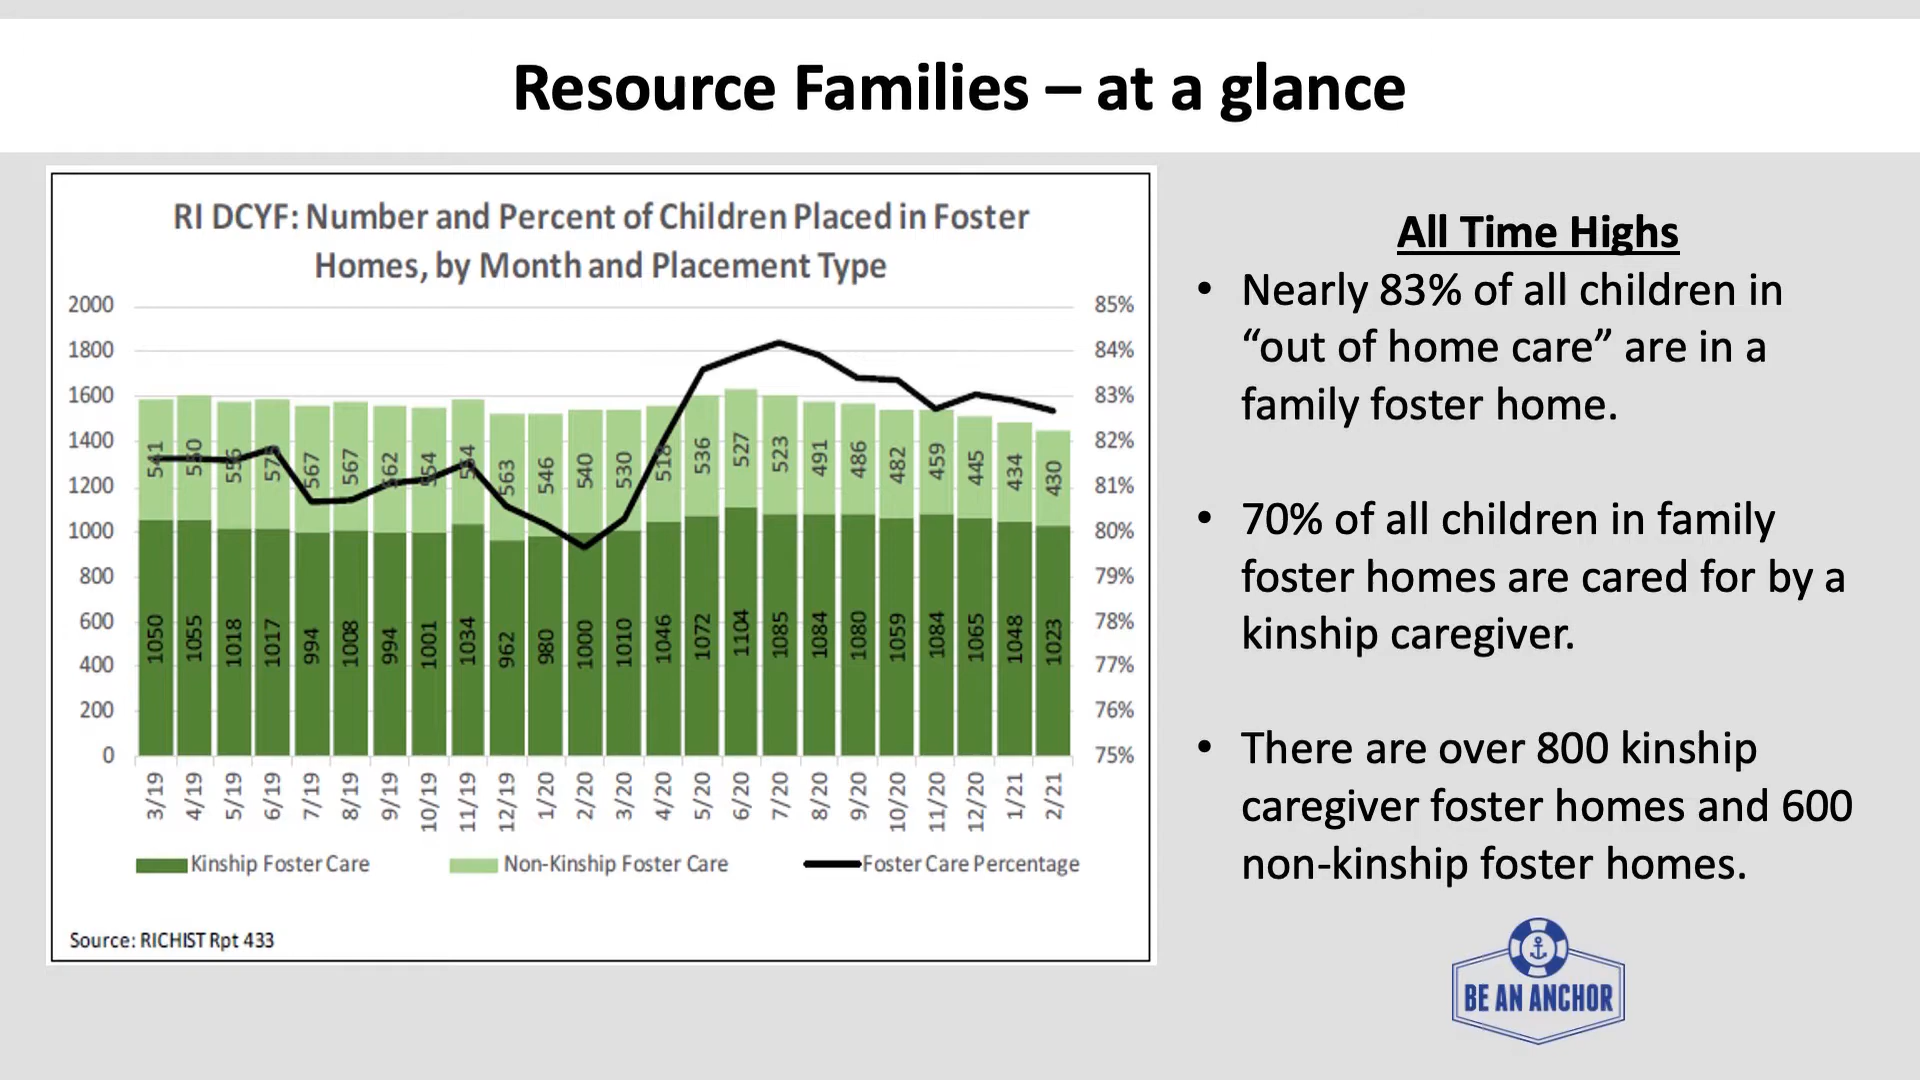 Resource Families – at a glance
RI DCYF: Number and Percent of Children Placed in Foster
Homes, by Month and Placement Type
2000
1800
1600
1400
1200
1000
800
600
400
200
0
85%
84%
83%
82%
81%
80%
79%
78%
77%
76%
75%
541 550 567 567 562 554 563 546 540 530 518 536 527 523 491 486 482 459 445 434 430
1050 1055 1018 1017 994 1008 994 1001 1034 962 980 1000 1010 1046 1072 1104 1085 1084 1080 1059 1084 1065 1048 1023
3/19 4/19 5/19 6/19 7/19 8/19 9/19 10/19 11/19 12/19 1/20 2/20 3/20 4/20 5/20 6/20 7/20 8/20 9/20 10/20 11/20 12/20 1/21 2/21
Kinship Foster Care Non-Kinship Foster Care Foster Care Percentage
Source: RICHIST Rpt 433
All Time Highs
• Nearly 83% of all children in
“out of home care” are in a
family foster home.
• 70% of all children in family
foster homes are cared for by a
kinship caregiver.
• There are over 800 kinship
caregiver foster homes and 600
non-kinship foster homes.
BE AN ANCHOR